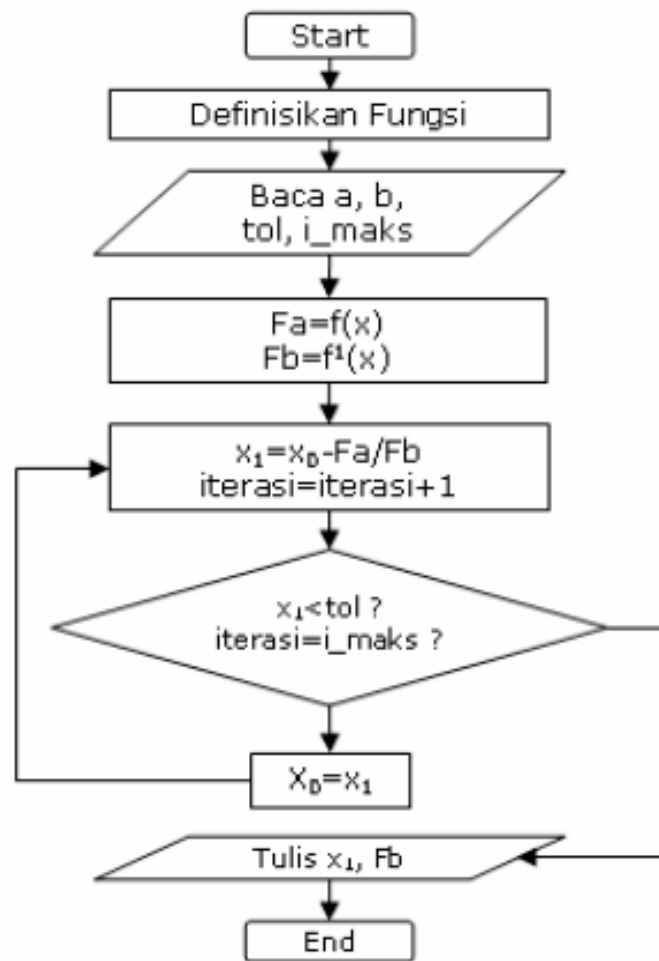 Start
Definisikan Fungsi
Baca a, b,
tol, i_maks
Fa=f(x)
Fb=f¹(x)
x₁=x₀-Fa/Fb
iterasi=iterasi+1
x₁<tol ?
iterasi=i_maks ?
X₀=x₁
Tulis x₁, Fb
End